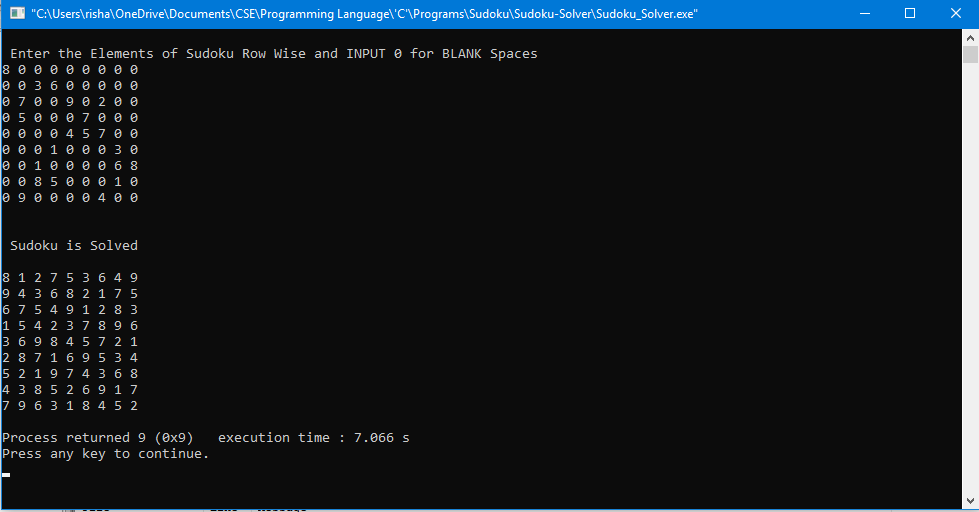 "C:\Users\risha\OneDrive\Documents\CSE\Programming Language\'C'\Programs\Sudoku\Sudoku-Solver\Sudoku_Solver.exe"
Enter the Elements of Sudoku Row Wise and INPUT 0 for BLANK Spaces
8 0 0 0 0 0 0 0 0
0 0 3 6 0 0 0 0 0
0 7 0 0 9 0 2 0 0
0 5 0 0 0 7 0 0 0
0 0 0 0 4 5 7 0 0
0 0 0 1 0 0 0 3 0
0 0 1 0 0 0 0 6 8
0 0 8 5 0 0 0 1 0
0 9 0 0 0 0 4 0 0
Sudoku is Solved
8 1 2 7 5 3 6 4 9
9 4 3 6 8 2 1 7 5
6 7 5 4 9 1 2 8 3
1 5 4 2 3 7 8 9 6
3 6 9 8 4 5 7 2 1
2 8 7 1 6 9 5 3 4
5 2 1 9 7 4 3 6 8
4 3 8 5 2 6 9 1 7
7 9 6 3 1 8 4 5 2
Process returned 9 (0x9)   execution time : 7.066 s
Press any key to continue.